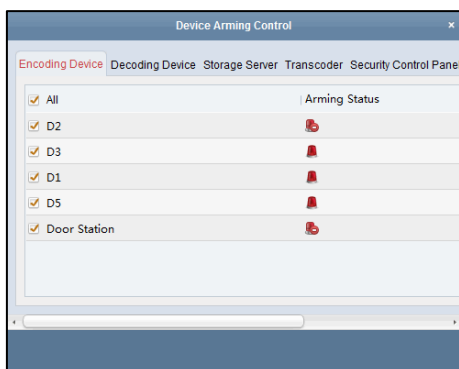 Device Arming Control ×
Encoding Device Decoding Device Storage Server Transcoder Security Control Pane
All Arming Status
D2
D3
D1
D5
Door Station